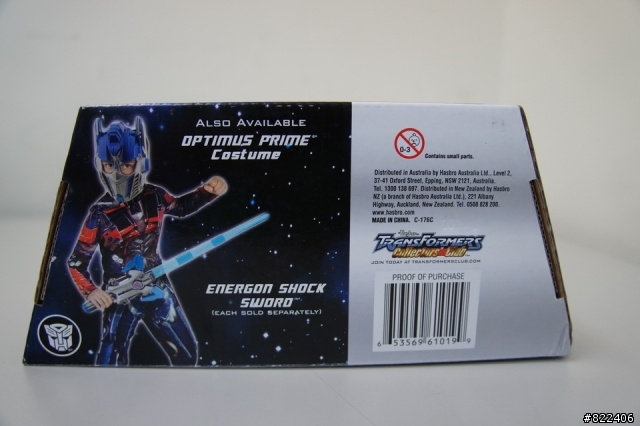 ALSO AVAILABLE
OPTIMUS PRIME™
Costume
ENERGON SHOCK
SWORD™
(EACH SOLD SEPARATELY)
0-3
Contains small parts.
Distributed in Australia by Hasbro Australia Ltd., Level 2,
37-41 Oxford Street, Epping, NSW 2121, Australia.
Tel. 1300 138 697. Distributed in New Zealand by Hasbro
NZ (a branch of Hasbro Australia Ltd.), 221 Albany
Highway, Auckland, New Zealand. Tel. 0508 828 200.
www.hasbro.com
MADE IN CHINA. C-176C
TRANSFORMERS
Collectors' Club
JOIN TODAY AT TRANSFORMERSCLUB.COM
PROOF OF PURCHASE
6 53569 61019 9
#822406